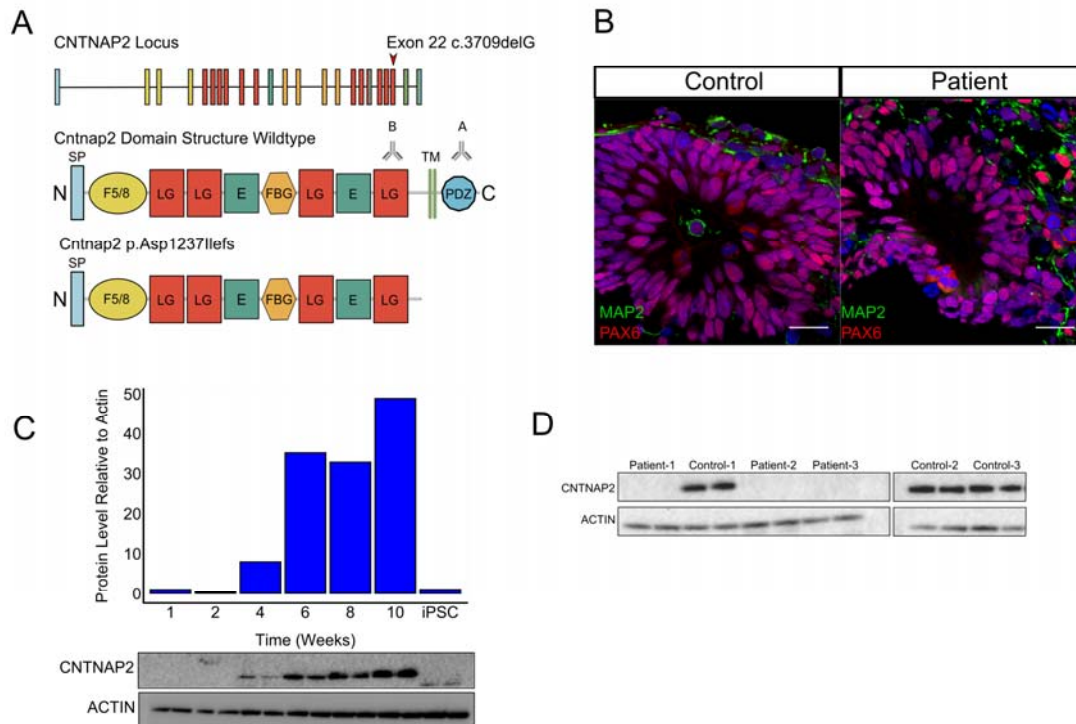 A
CNTNAP2 Locus
Exon 22 c.3709delG
Cntnap2 Domain Structure Wildtype
B
A
SP
TM
N
F5/8
LG
LG
E
FBG
LG
E
LG
PDZ
C
Cntnap2 p.Asp1237Ilefs
SP
N
F5/8
LG
LG
E
FBG
LG
E
LG
B
Control
Patient
MAP2
PAX6
MAP2
PAX6
C
Protein Level Relative to Actin
50
40
30
20
10
0
1 2 4 6 8 10 iPSC
Time (Weeks)
CNTNAP2
ACTIN
D
Patient-1 Control-1 Patient-2 Patient-3 Control-2 Control-3
CNTNAP2
ACTIN